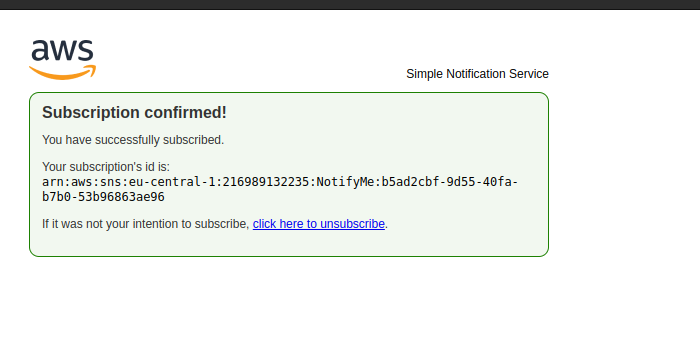 aws
Simple Notification Service
Subscription confirmed!
You have successfully subscribed.
Your subscription's id is:
arn:aws:sns:eu-central-1:216989132235:NotifyMe:b5ad2cbf-9d55-40fa-
b7b0-53b96863ae96
If it was not your intention to subscribe, click here to unsubscribe.